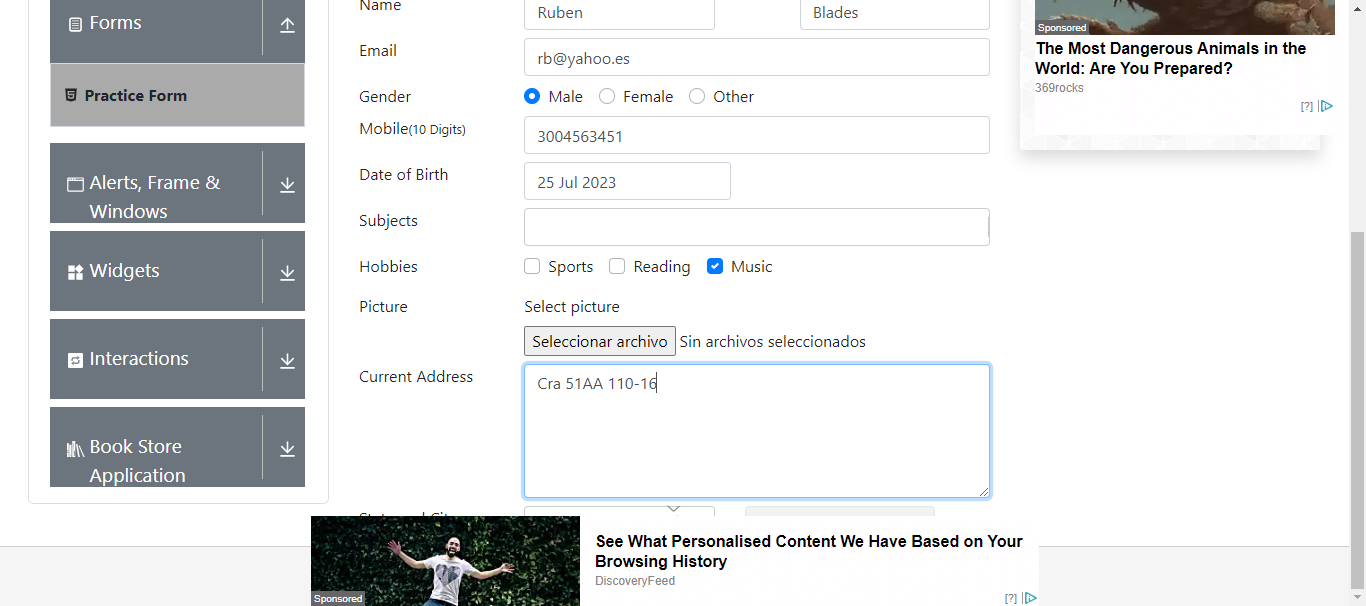 Forms
Practice Form
Alerts, Frame &
Windows
Widgets
Interactions
Book Store
Application
Name
Ruben
Blades
Email
rb@yahoo.es
Gender
Male
Female
Other
Mobile(10 Digits)
3004563451
Date of Birth
25 Jul 2023
Subjects
Hobbies
Sports
Reading
Music
Picture
Select picture
Seleccionar archivo
Sin archivos seleccionados
Current Address
Cra 51AA 110-16
Sponsored
The Most Dangerous Animals in the
World: Are You Prepared?
369rocks
[?]
See What Personalised Content We Have Based on Your
Browsing History
DiscoveryFeed
Sponsored
[?]